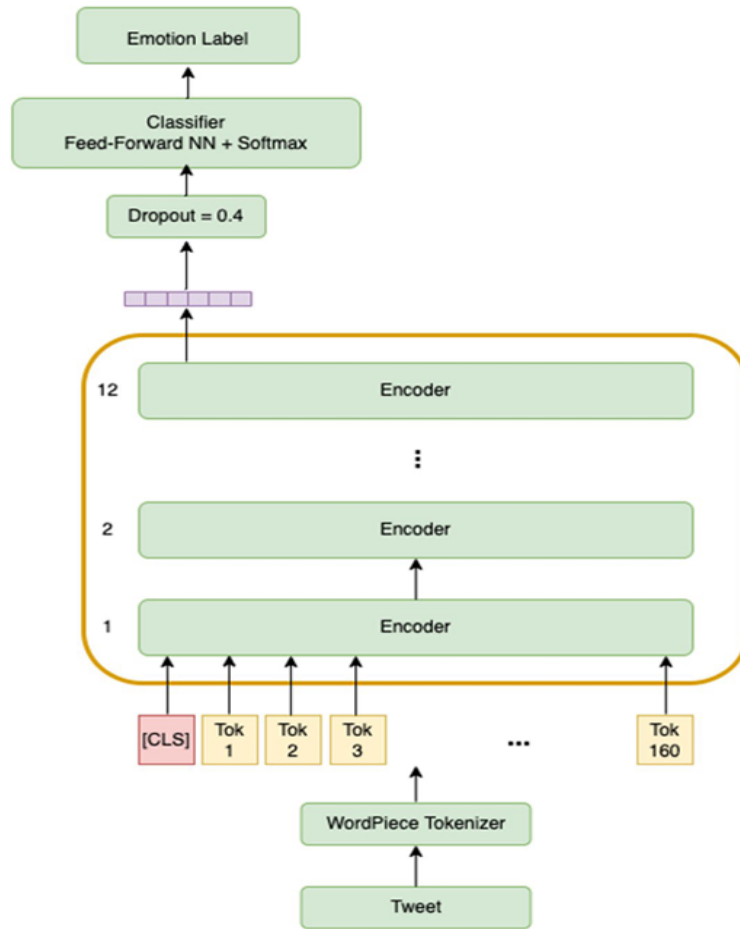 Emotion Label
Classifier
Feed-Forward NN + Softmax
Dropout = 0.4
12
Encoder
...
2
Encoder
1
Encoder
[CLS]
Tok
1
Tok
2
Tok
3
...
Tok
160
WordPiece Tokenizer
Tweet